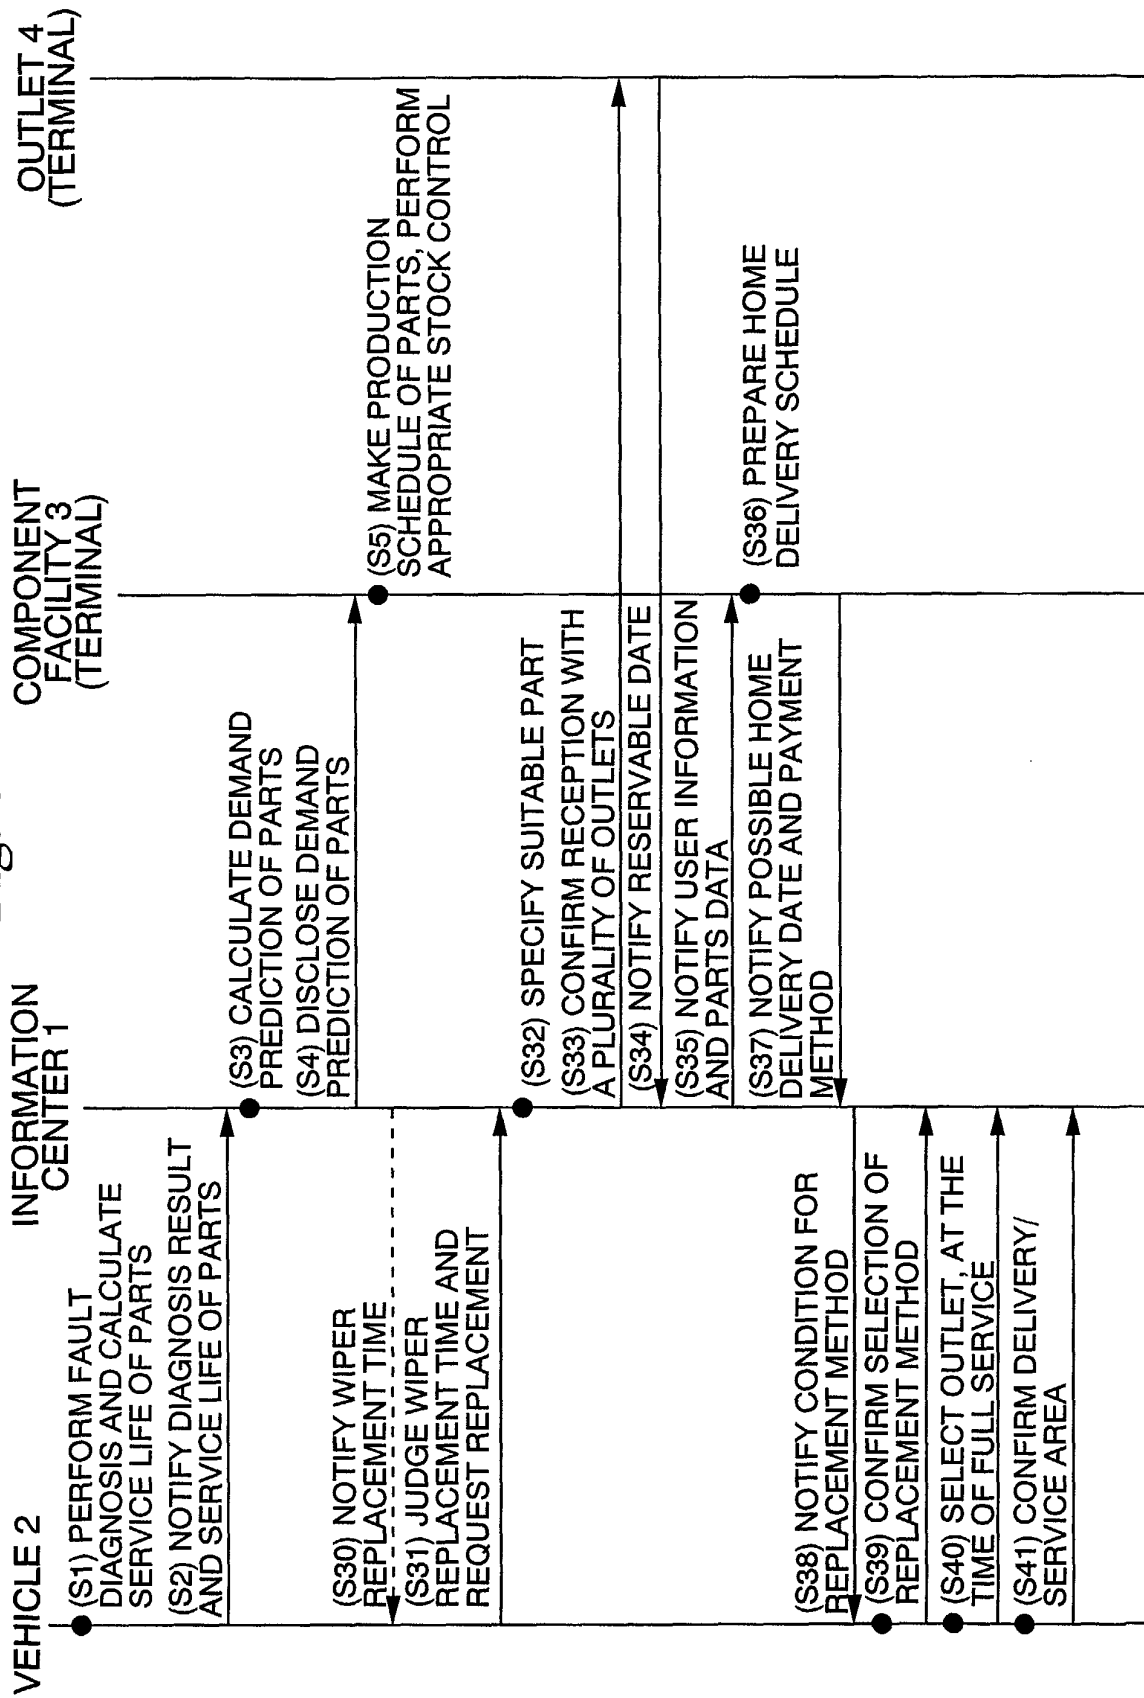 VEHICLE 2
INFORMATION
CENTER 1
COMPONENT
FACILITY 3
(TERMINAL)
OUTLET 4
(TERMINAL)
(S1) PERFORM FAULT
DIAGNOSIS AND CALCULATE
SERVICE LIFE OF PARTS
(S2) NOTIFY DIAGNOSIS RESULT
AND SERVICE LIFE OF PARTS
(S3) CALCULATE DEMAND
PREDICTION OF PARTS
(S4) DISCLOSE DEMAND
PREDICTION OF PARTS
(S5) MAKE PRODUCTION
SCHEDULE OF PARTS, PERFORM
APPROPRIATE STOCK CONTROL
(S30) NOTIFY WIPER
REPLACEMENT TIME
(S31) JUDGE WIPER
REPLACEMENT TIME AND
REQUEST REPLACEMENT
(S32) SPECIFY SUITABLE PART
(S33) CONFIRM RECEPTION WITH
A PLURALITY OF OUTLETS
(S34) NOTIFY RESERVABLE DATE
(S35) NOTIFY USER INFORMATION
AND PARTS DATA
(S36) PREPARE HOME
DELIVERY SCHEDULE
(S37) NOTIFY POSSIBLE HOME
DELIVERY DATE AND PAYMENT
METHOD
(S38) NOTIFY CONDITION FOR
REPLACEMENT METHOD
(S39) CONFIRM SELECTION OF
REPLACEMENT METHOD
(S40) SELECT OUTLET, AT THE
TIME OF FULL SERVICE
(S41) CONFIRM DELIVERY/
SERVICE AREA